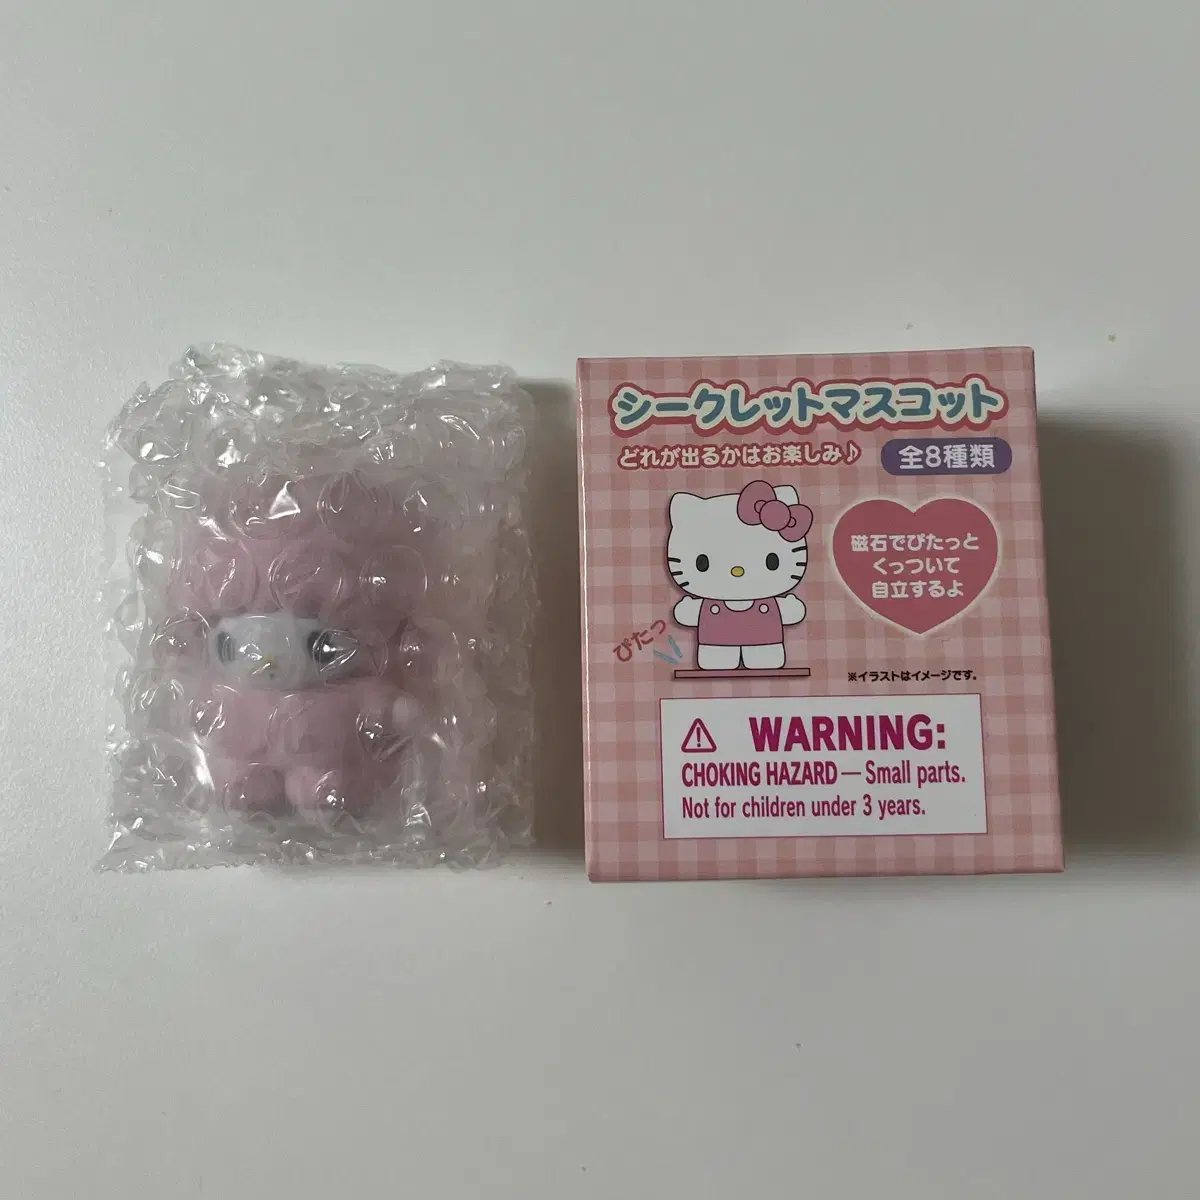 シークレットマスコット
どれが出るかはお楽しみ♪
全8種類
磁石でぴたっと
くっついて
自立するよ
ぴたっ
※イラストはイメージです。
WARNING:
CHOKING HAZARD — Small parts.
Not for children under 3 years.